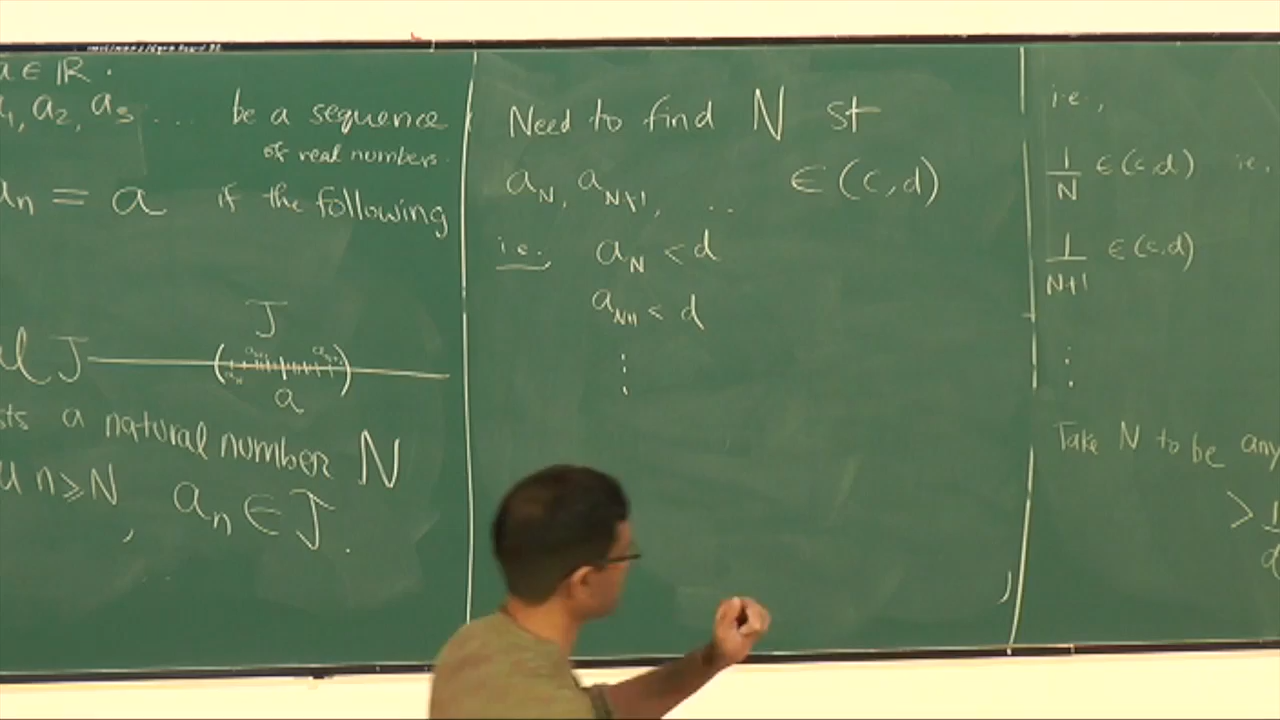 a ∈ ℝ.
a₁, a₂, a₃ .... be a sequence
of real numbers.
aₙ = a if the following
J
J
a
a natural number N
n ≥ N, aₙ ∈ J.
Need to find N st
a_N, a_{N+1}, .. ∈ (c,d)
i.e. a_N < d
a_{N+1} < d
⋮
i.e.,
1/N ∈ (c,d) i.e.
1/(N+1) ∈ (c,d)
⋮
Take N to be any
> 1
d